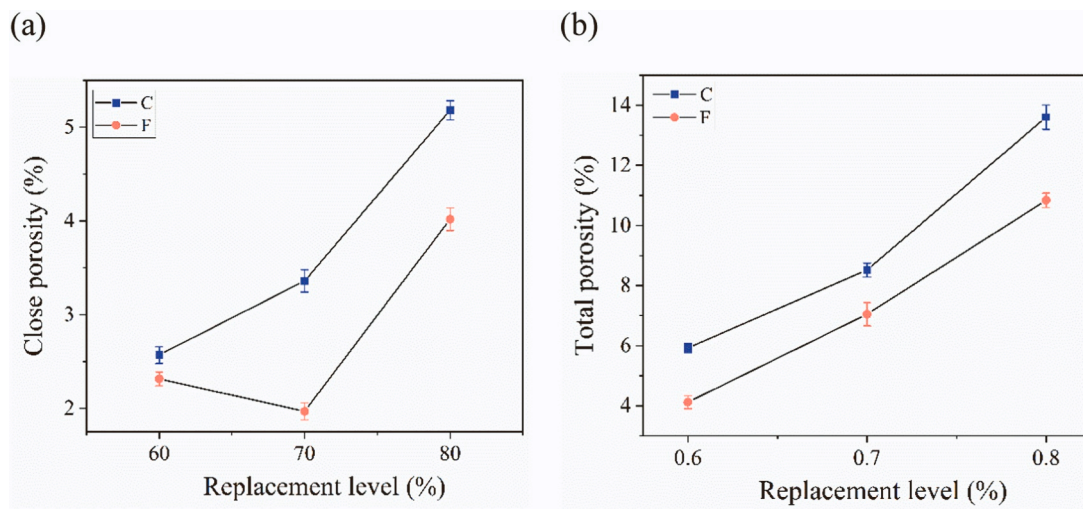 (a)
C
F
5
4
3
2
Close porosity (%)
60
70
80
Replacement level (%)
(b)
C
F
14
12
10
8
6
4
Total porosity (%)
0.6
0.7
0.8
Replacement level (%)